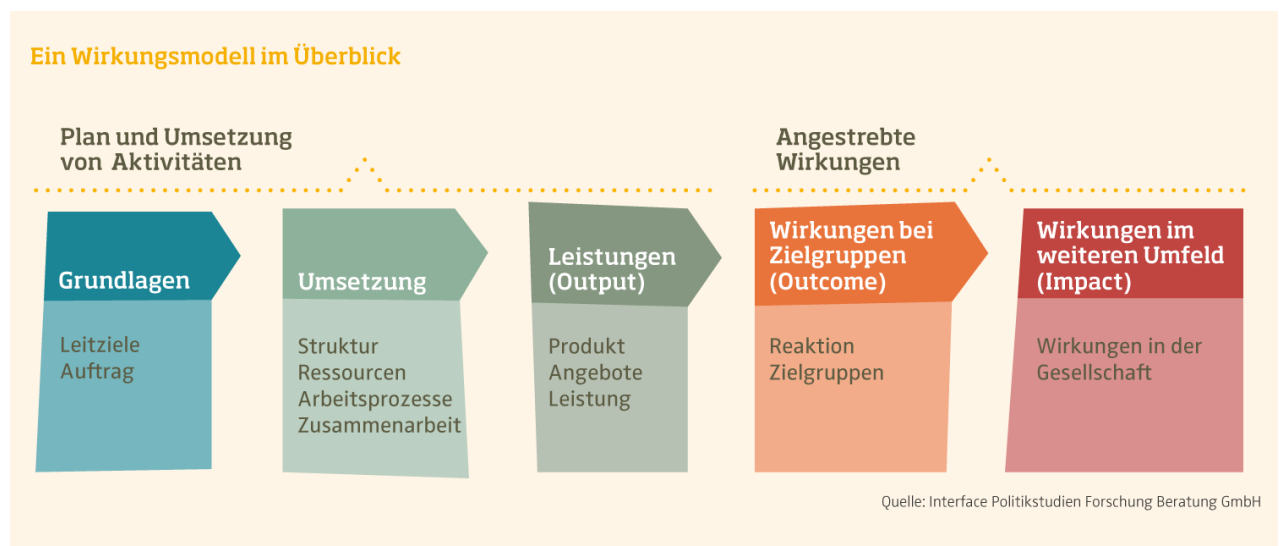 Ein Wirkungsmodell im Überblick
Plan und Umsetzung
von Aktivitäten
Angestrebte
Wirkungen
Grundlagen
Leitziele
Auftrag
Umsetzung
Struktur
Ressourcen
Arbeitsprozesse
Zusammenarbeit
Leistungen
(Output)
Produkt
Angebote
Leistung
Wirkungen bei
Zielgruppen
(Outcome)
Reaktion
Zielgruppen
Wirkungen im
weiteren Umfeld
(Impact)
Wirkungen in der
Gesellschaft
Quelle: Interface Politikstudien Forschung Beratung GmbH